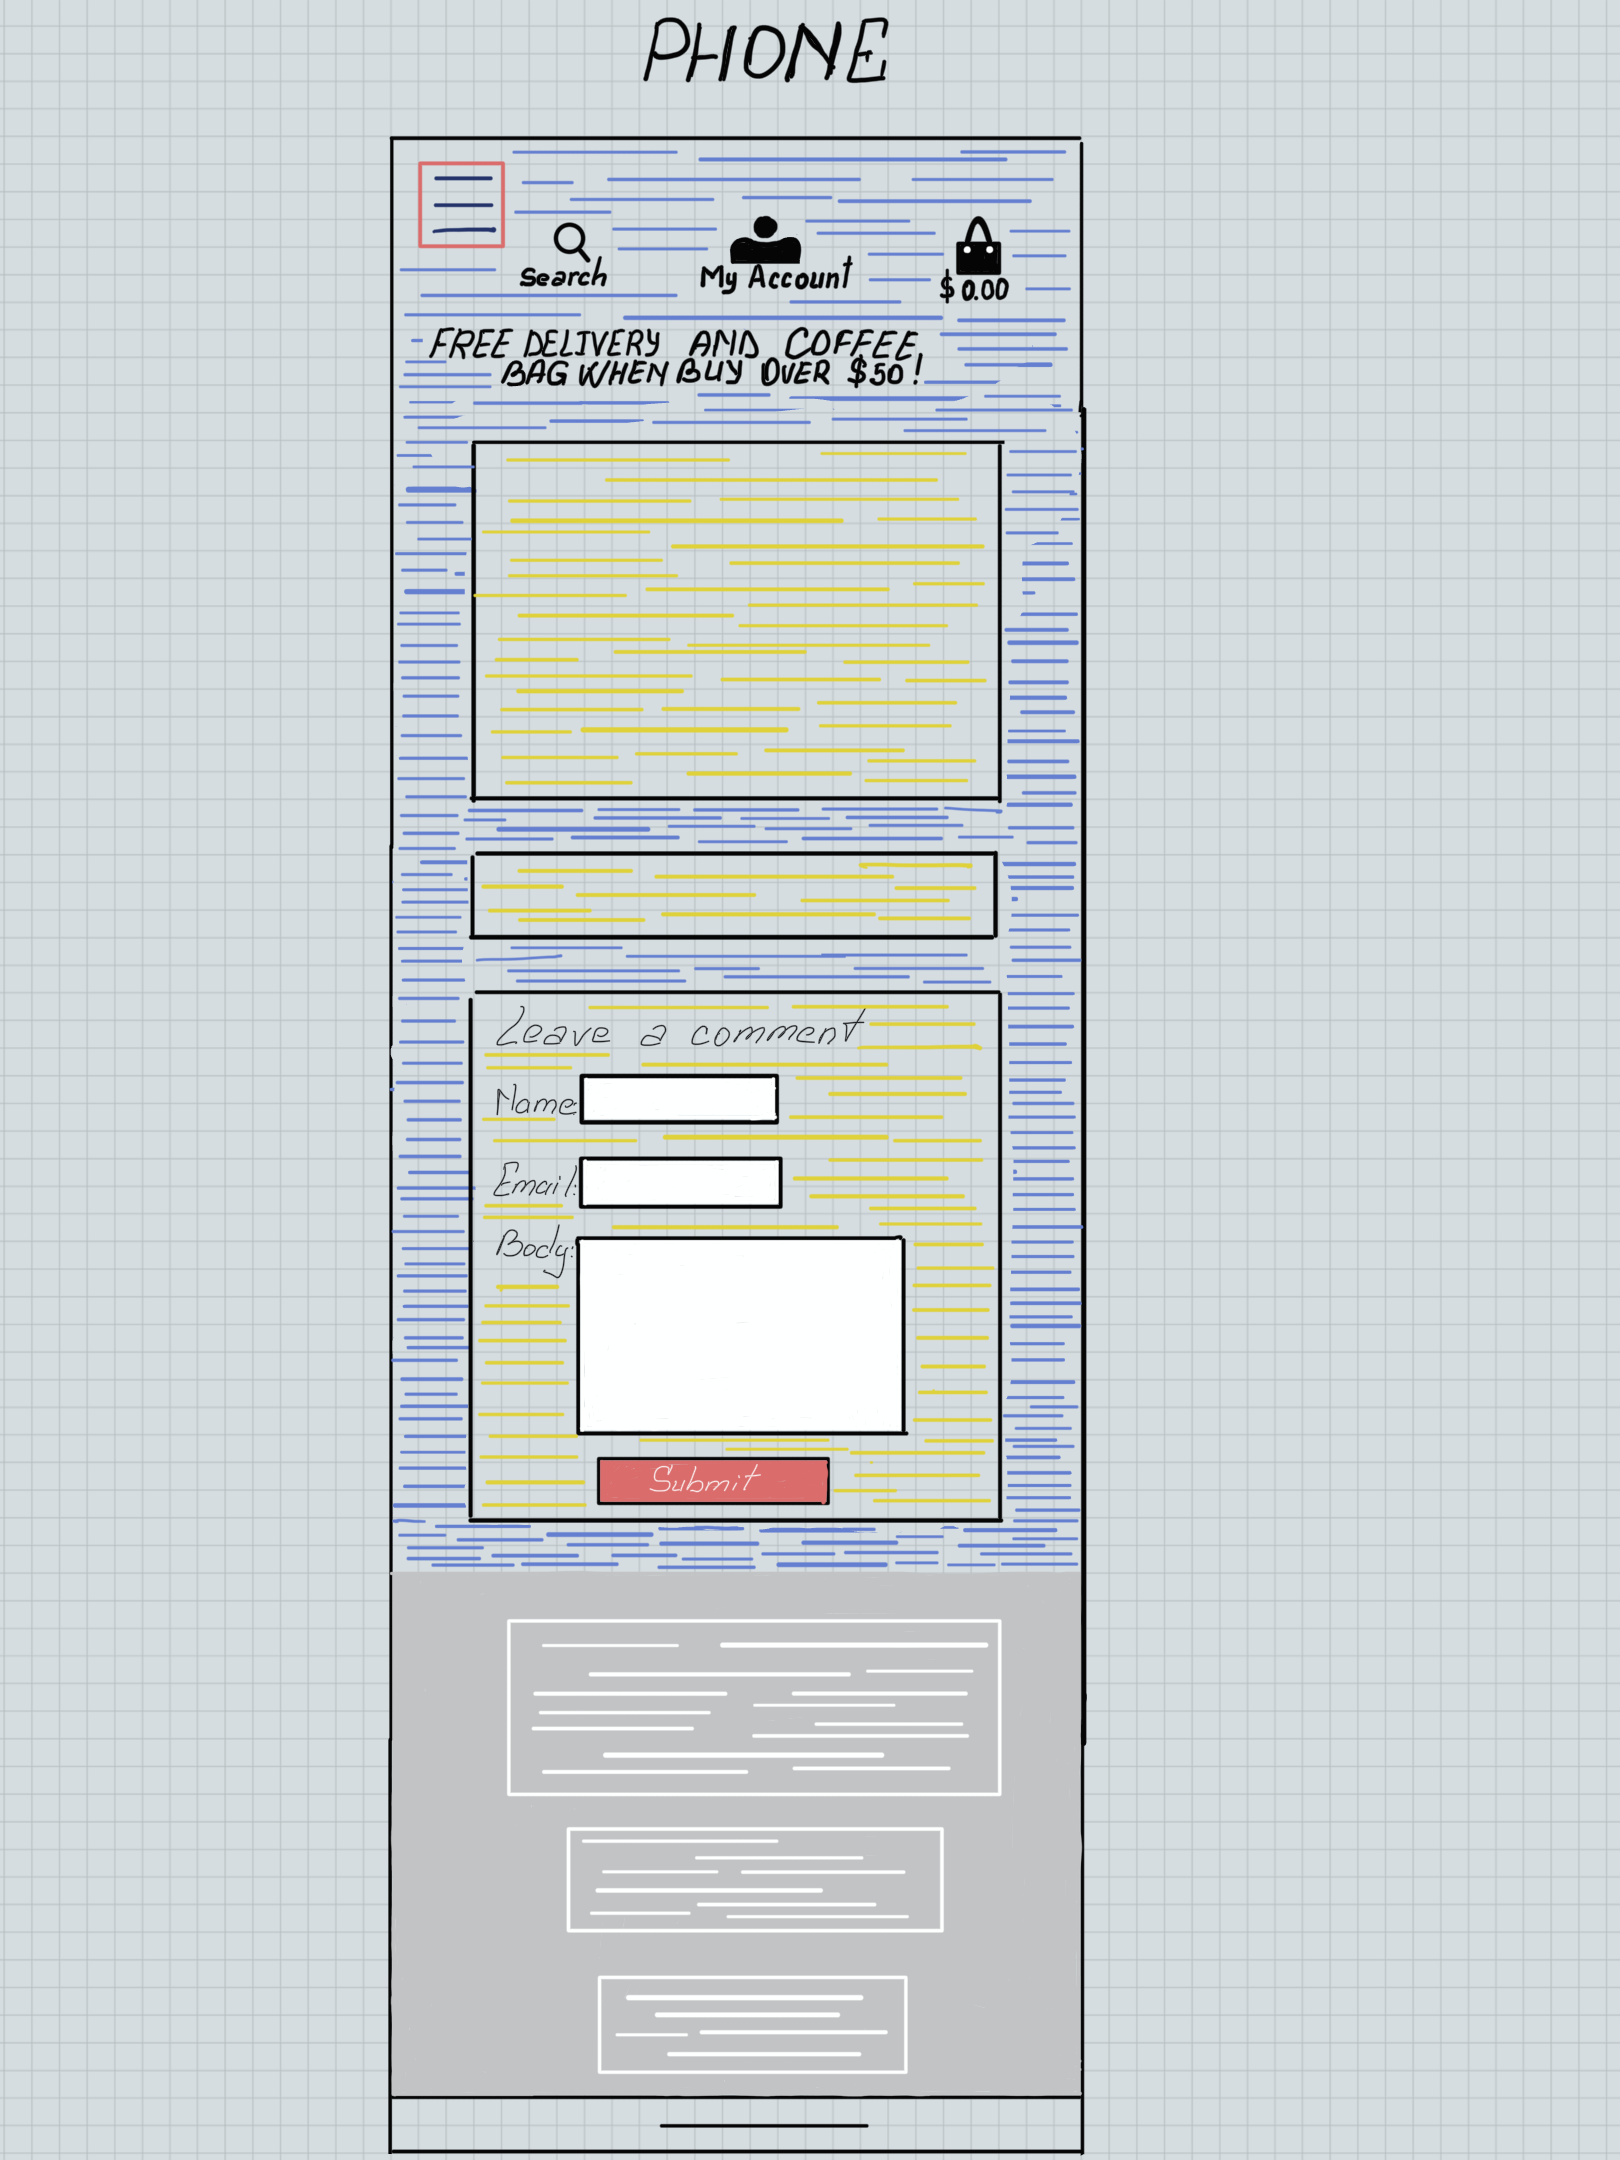 PHONE
Search
My Account
$ 0.00
FREE DELIVERY AND COFFEE
BAG WHEN BUY OVER $50!
Leave a comment
Name
Email:
Body:
Submit